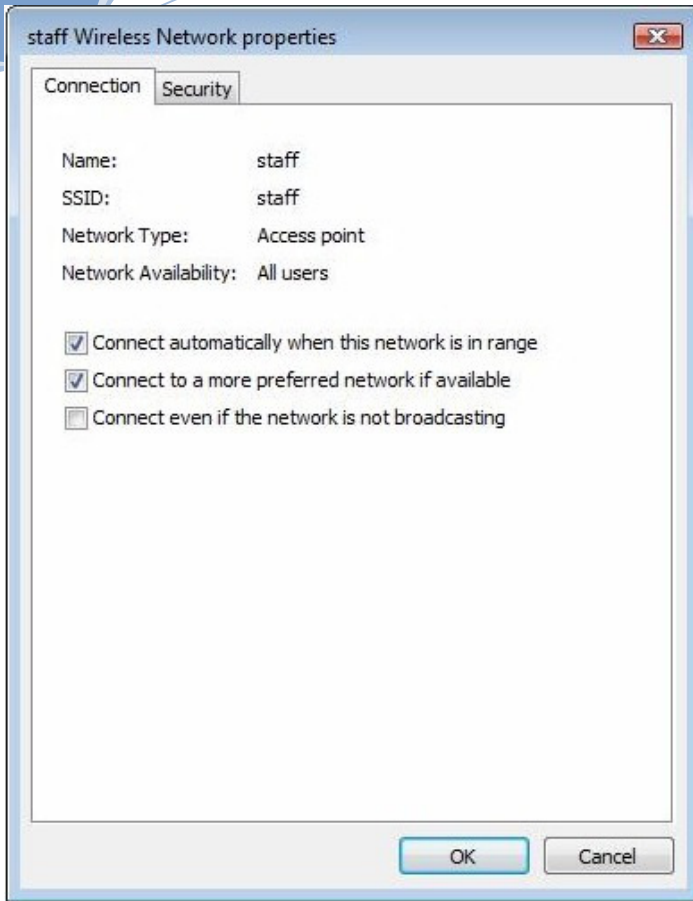 staff Wireless Network properties
Connection Security
Name: staff
SSID: staff
Network Type: Access point
Network Availability: All users
Connect automatically when this network is in range
Connect to a more preferred network if available
Connect even if the network is not broadcasting
OK Cancel